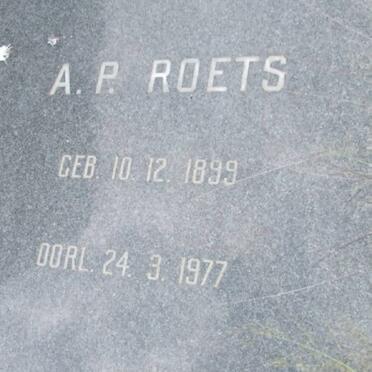 A. P. ROETS
GEB. 10. 12. 1899
OORL. 24. 3. 1977